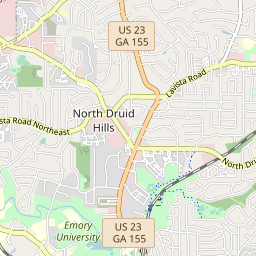 US 23
GA 155
Lavista Road
North Druid
Hills
sta Road Northeast
North Dr
Emory
University
US 23
GA 155